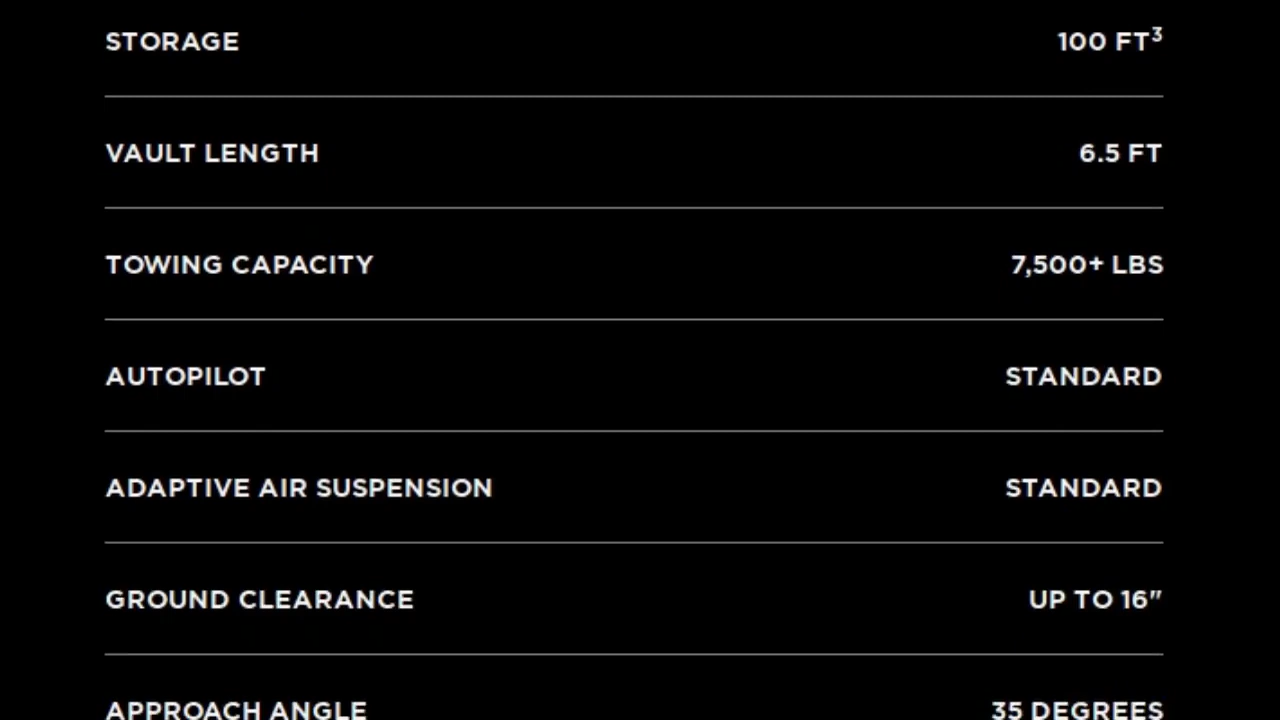 STORAGE 100 FT³
VAULT LENGTH 6.5 FT
TOWING CAPACITY 7,500+ LBS
AUTOPILOT STANDARD
ADAPTIVE AIR SUSPENSION STANDARD
GROUND CLEARANCE UP TO 16"
APPROACH ANGLE 35 DEGREES